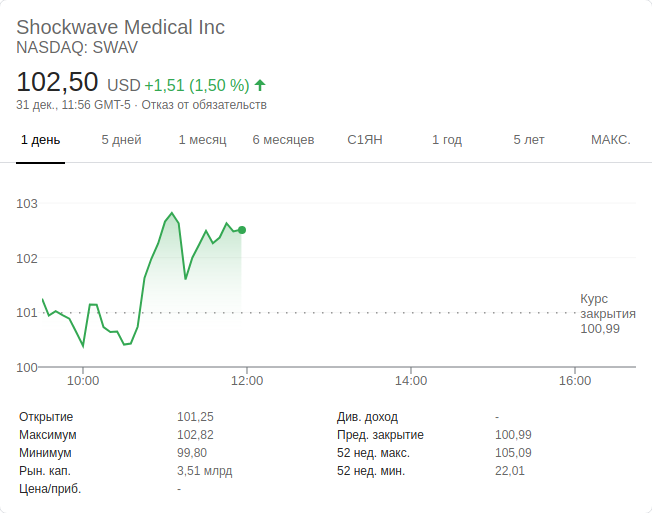 Shockwave Medical Inc
NASDAQ: SWAV
102,50 USD +1,51 (1,50 %)
31 дек., 11:56 GMT-5 · Отказ от обязательств
1 день 5 дней 1 месяц 6 месяцев С1ЯН 1 год 5 лет МАКС.
103
102
101
100
Курс
закрытия
100,99
10:00 12:00 14:00 16:00
Открытие 101,25 Див. доход -
Максимум 102,82 Пред. закрытие 100,99
Минимум 99,80 52 нед. макс. 105,09
Рын. кап. 3,51 млрд 52 нед. мин. 22,01
Цена/приб. -